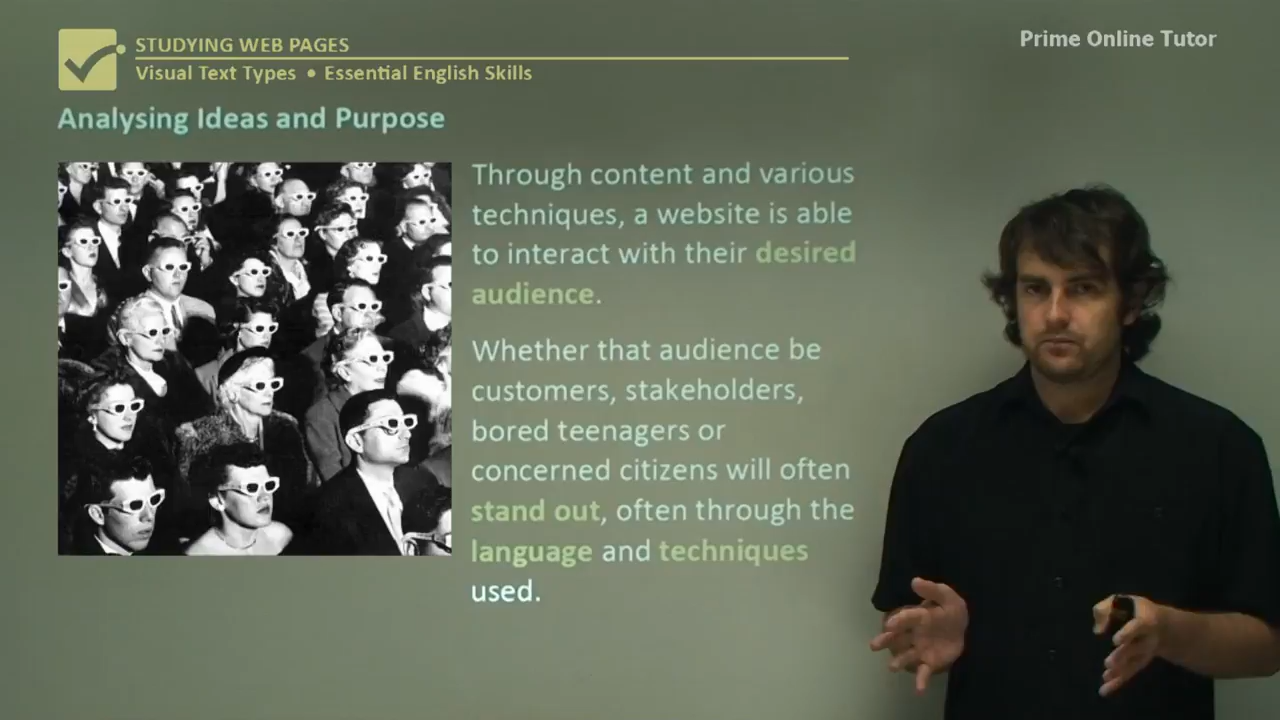 STUDYING WEB PAGES
Prime Online Tutor
Visual Text Types • Essential English Skills
Analysing Ideas and Purpose
Through content and various
techniques, a website is able
to interact with their desired
audience.
Whether that audience be
customers, stakeholders,
bored teenagers or
concerned citizens will often
stand out, often through the
language and techniques
used.